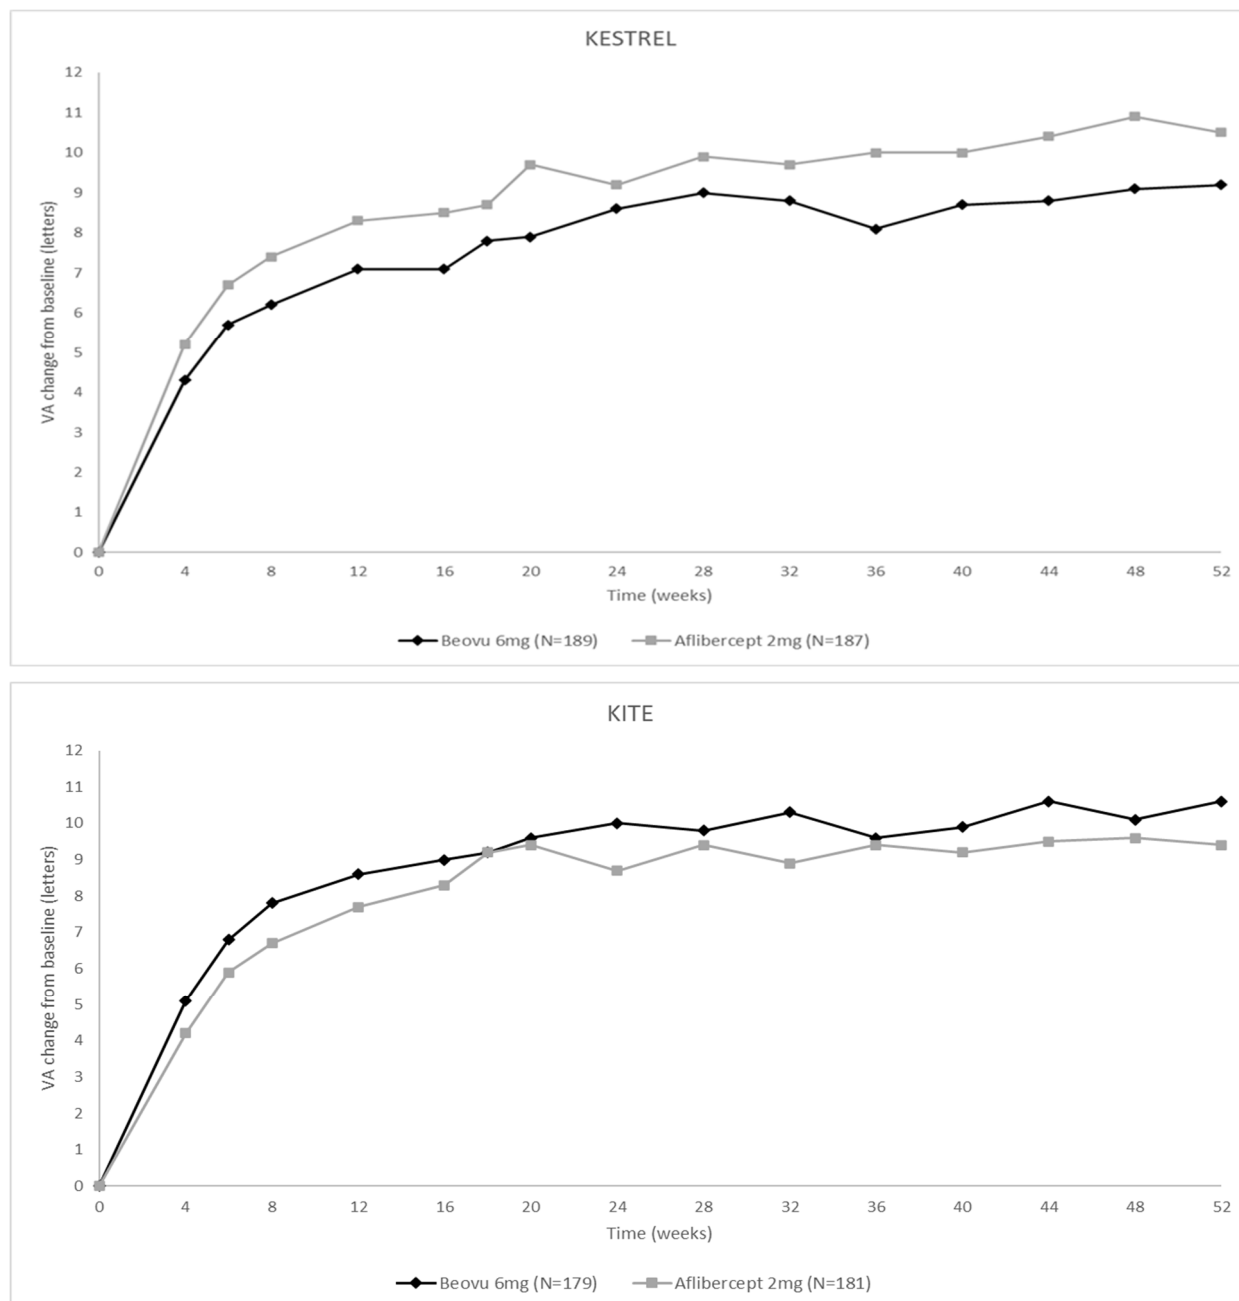 KESTREL
12
11
10
9
8
7
6
5
4
3
2
1
0
VA change from baseline (letters)
0 4 8 12 16 20 24 28 32 36 40 44 48 52
Time (weeks)
Beovu 6mg (N=189) Aflibercept 2mg (N=187)
KITE
12
11
10
9
8
7
6
5
4
3
2
1
0
VA change from baseline (letters)
0 4 8 12 16 20 24 28 32 36 40 44 48 52
Time (weeks)
Beovu 6mg (N=179) Aflibercept 2mg (N=181)